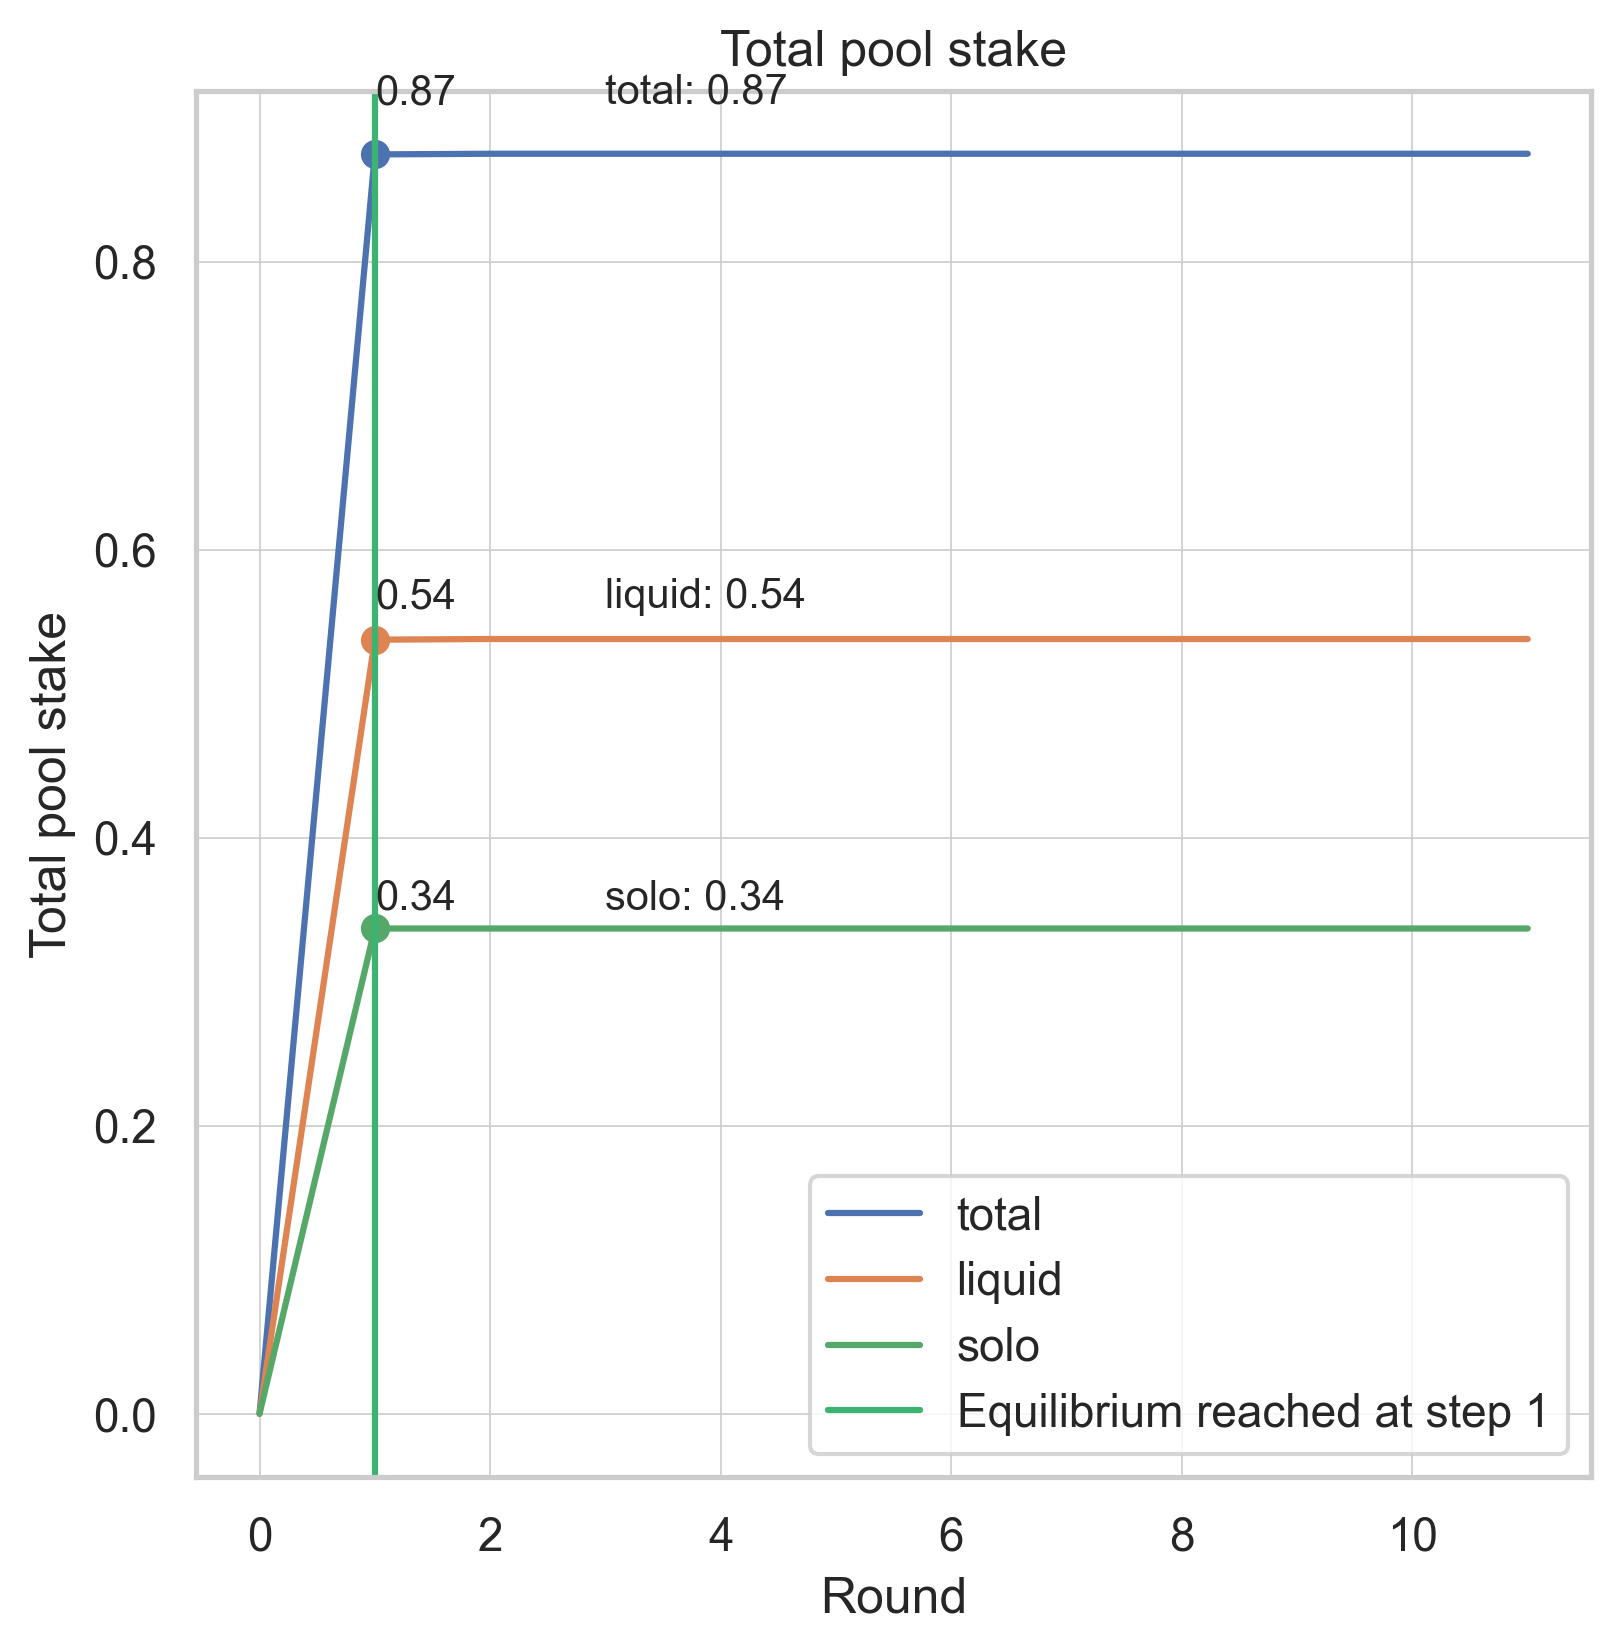 Total pool stake
0.87
total: 0.87
0.8
0.6
0.54
liquid: 0.54
Total pool stake
0.4
0.34
solo: 0.34
0.2
0.0
total
liquid
solo
Equilibrium reached at step 1
0 2 4 6 8 10
Round